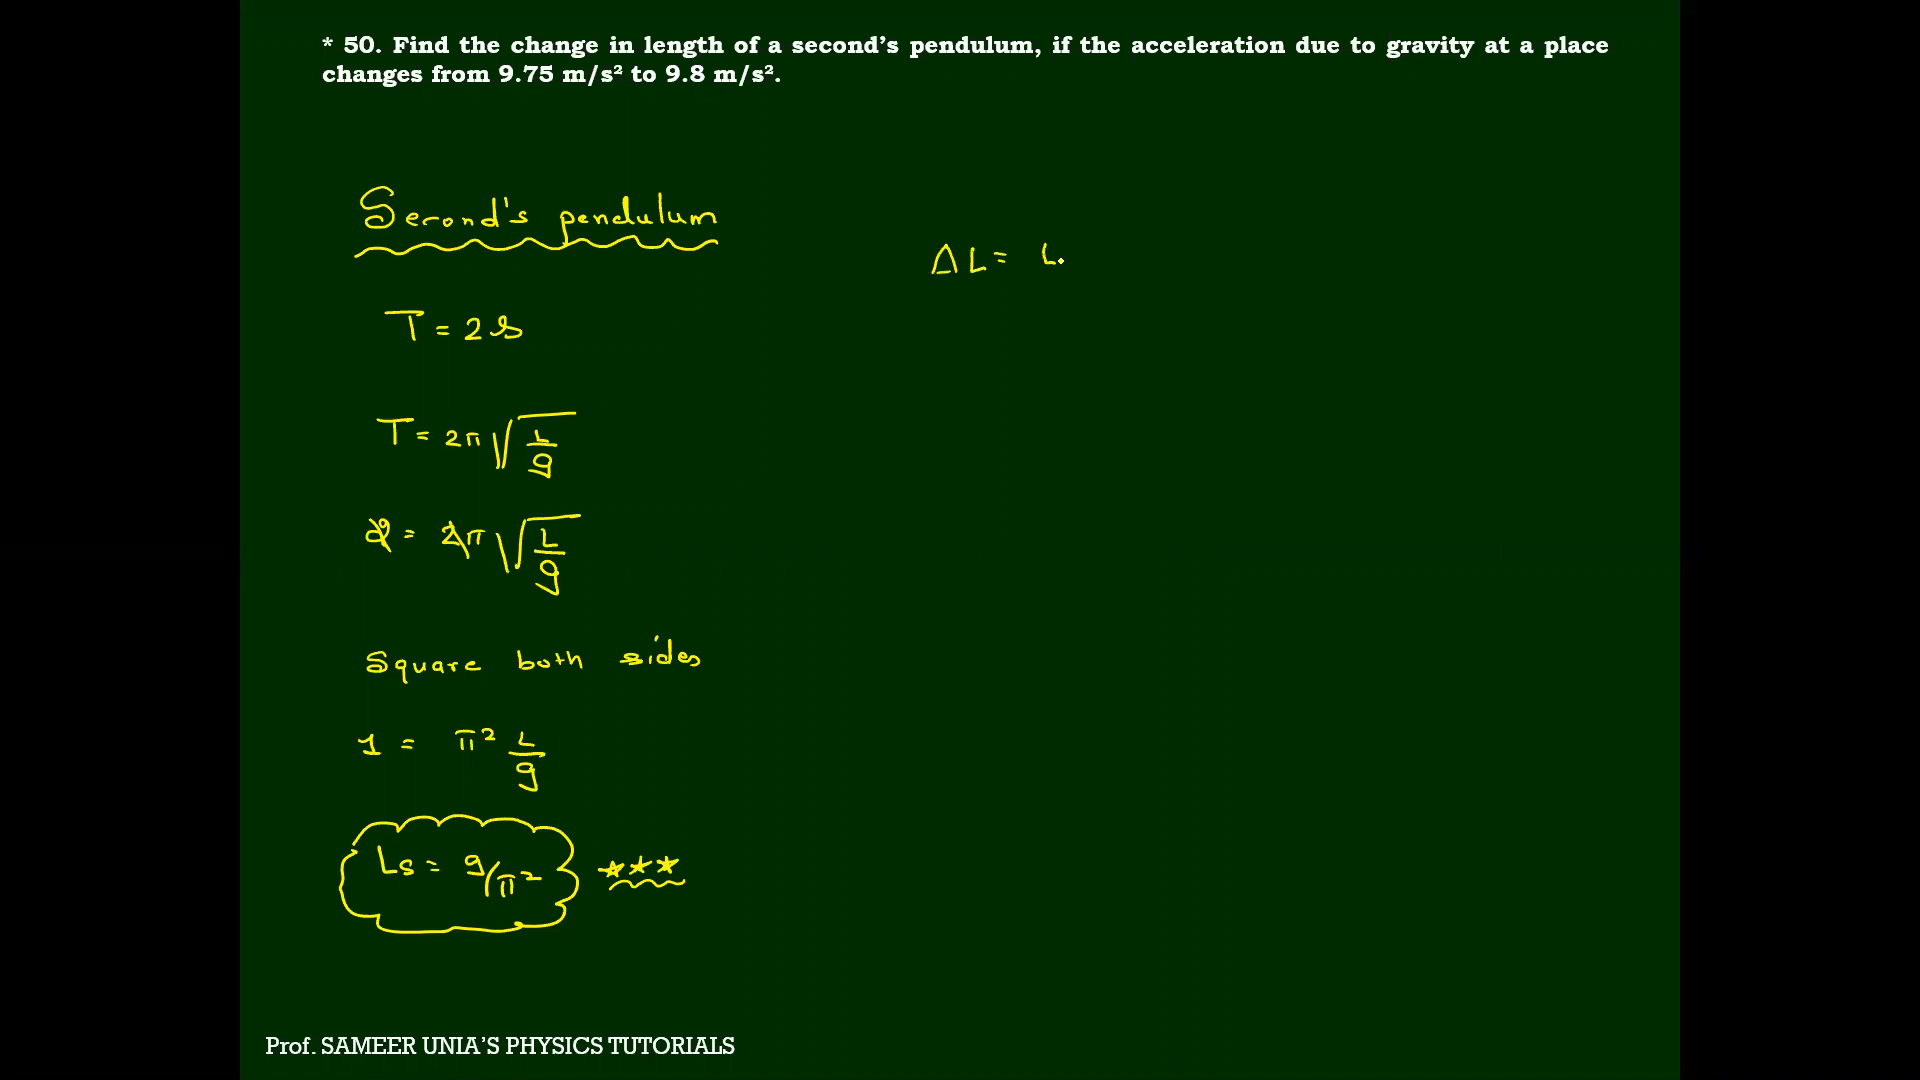 * 50. Find the change in length of a second’s pendulum, if the acceleration due to gravity at a place
changes from 9.75 m/s² to 9.8 m/s².
Second's pendulum
T = 2 s
T = 2π √(L/g)
2 = 2π √(L/g)
Square both sides
1 = π² L/g
Ls = g/π² ★★★
ΔL = L
Prof. SAMEER UNIA’S PHYSICS TUTORIALS